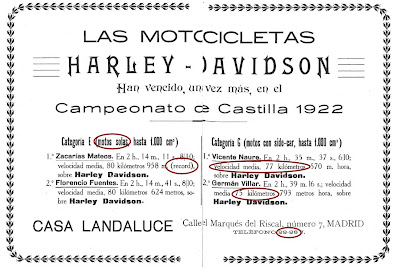 LAS MOTOCICLETAS
HARLEY-DAVIDSON
Han vencido, una vez más, en el
Campeonato de Castilla 1922
Categoría E (motos solas, hasta 1.000 cm³)
1.º Zacarías Mateos. En 2 h., 14 m., 11 s., 8/10;
velocidad media, 80 kilómetros 958 m. (record),
sobre Harley Davidson.
2.º Florencio Fuentes. En 2 h., 14 m., 41 s., 8/10;
velocidad media, 80 kilómetros 624 metros, so-
bre Harley Davidson.
Categoría G (motos con side-car, hasta 1.000 cm³)
1.º Vicente Naure. En 2 h., 35 m., 37 s., 6/10;
velocidad media, 77 kilómetros 570 m. hora,
sobre Harley Davidson.
2.º Germán Villar. En 2 h., 39 m. 16 s.; velocidad
media, 75 kilómetros 793 metros hora, sobre
Harley Davidson.
CASA LANDALUCE
Calle del Marqués del Riscal, número 7, MADRID
TELÉFONO